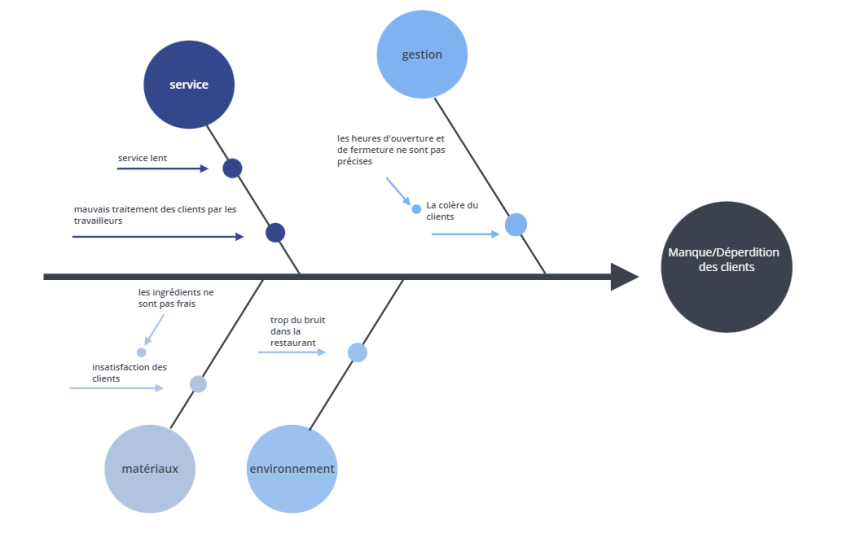 gestion
service
les heures d'ouverture et
de fermeture ne sont pas
précises
service lent
La colère du
clients
mauvais traitement des clients par les
travailleurs
Manque/Déperdition
des clients
les ingrédients ne
sont pas frais
trop du bruit
dans la
restaurant
insatisfaction des
clients
matériaux
environnement